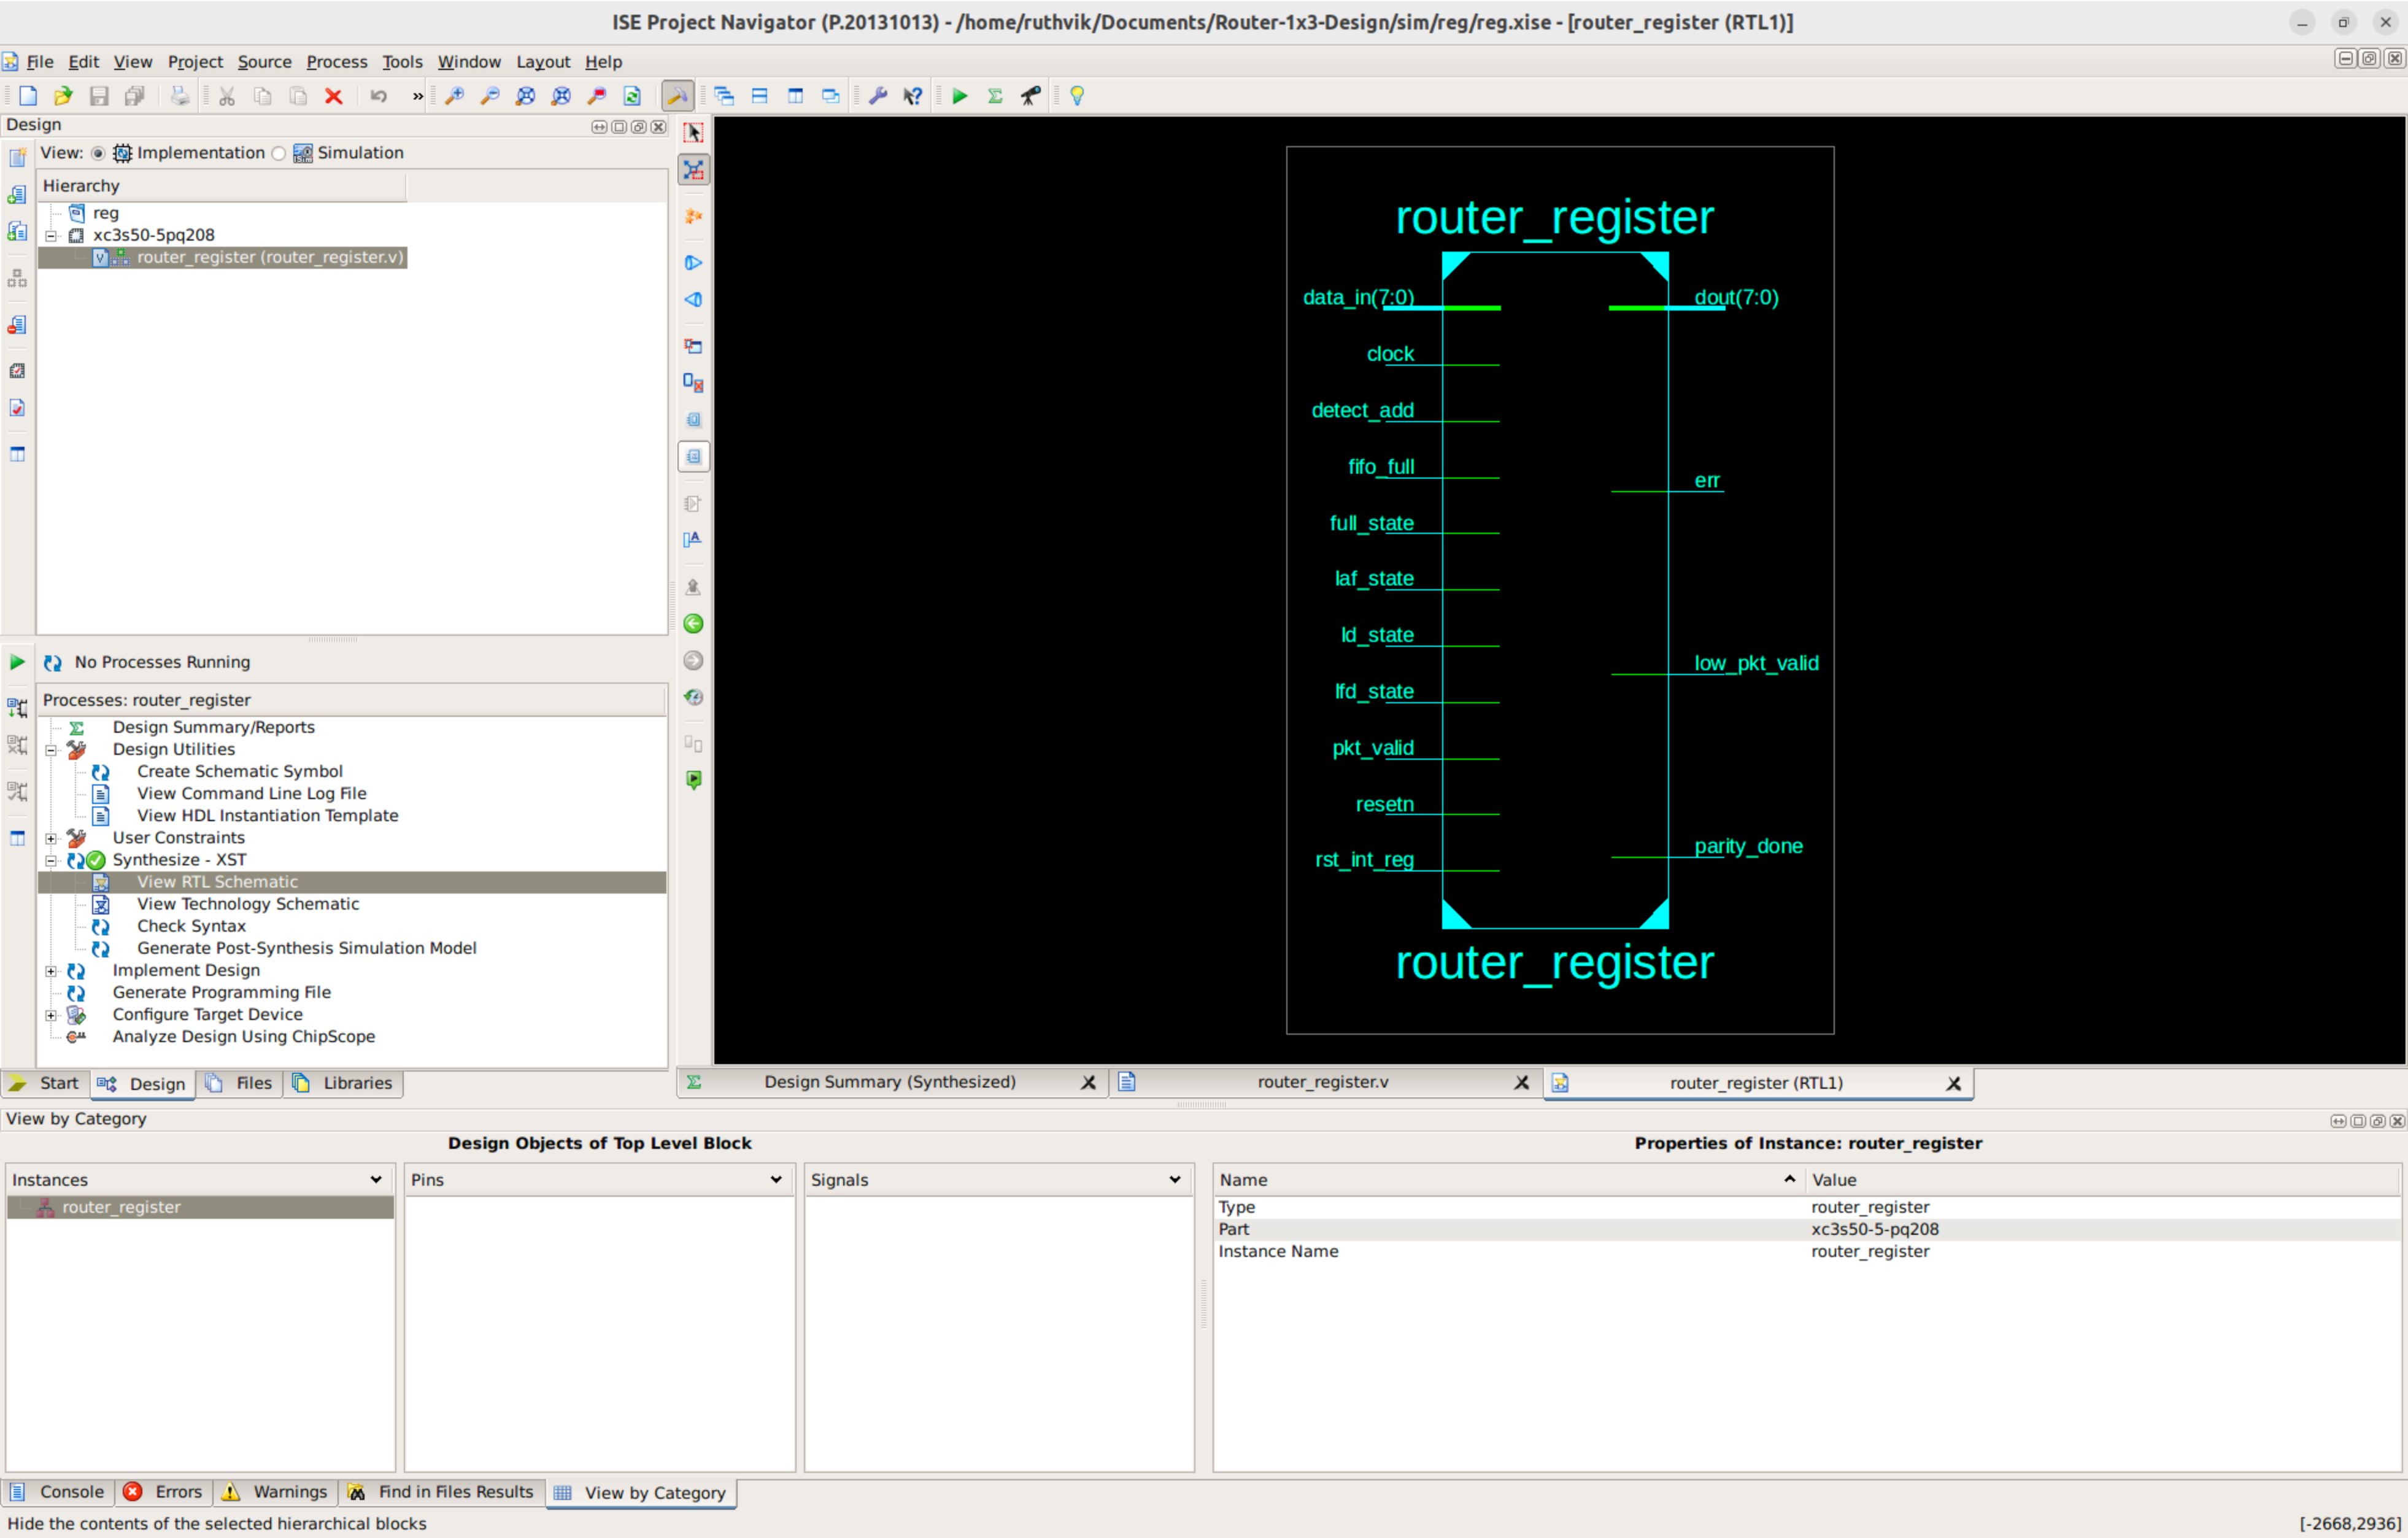 ISE Project Navigator (P.20131013) - /home/ruthvik/Documents/Router-1x3-Design/sim/reg/reg.xise - [router_register (RTL1)]
File Edit View Project Source Process Tools Window Layout Help
»
Design
View: Implementation Simulation
Hierarchy
reg
xc3s50-5pq208
router_register (router_register.v)
No Processes Running
Processes: router_register
Design Summary/Reports
Design Utilities
Create Schematic Symbol
View Command Line Log File
View HDL Instantiation Template
User Constraints
Synthesize - XST
View RTL Schematic
View Technology Schematic
Check Syntax
Generate Post-Synthesis Simulation Model
Implement Design
Generate Programming File
Configure Target Device
Analyze Design Using ChipScope
Start Design Files Libraries
router_register
data_in(7:0) dout(7:0)
clock
detect_add
fifo_full
err
full_state
laf_state
ld_state
low_pkt_valid
lfd_state
pkt_valid
resetn
parity_done
rst_int_reg
router_register
Design Summary (Synthesized) router_register.v router_register (RTL1)
View by Category
Design Objects of Top Level Block Properties of Instance: router_register
Instances Pins Signals Name Value
router_register Type router_register
Part xc3s50-5-pq208
Instance Name router_register
Console Errors Warnings Find in Files Results View by Category
Hide the contents of the selected hierarchical blocks [-2668,2936]